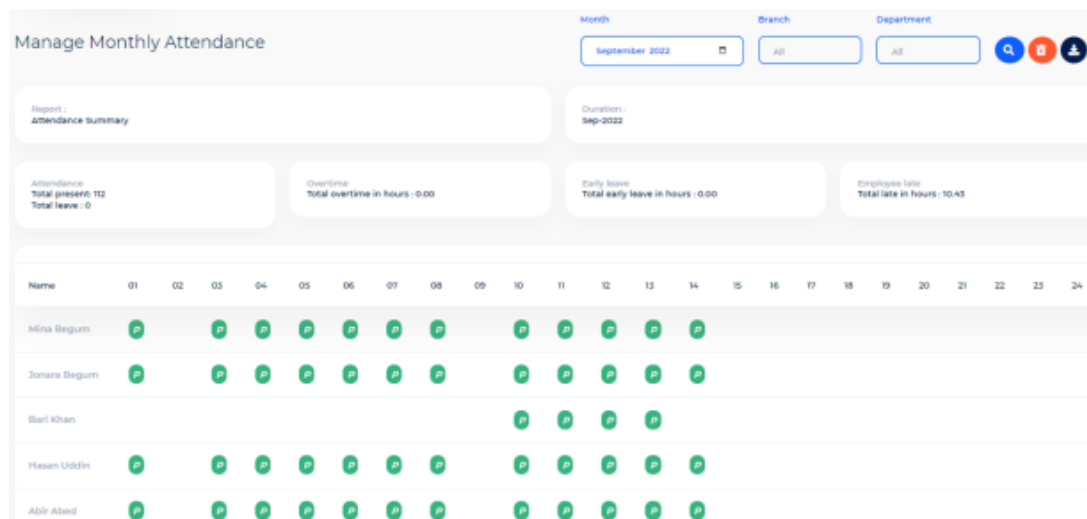 Month Branch Department
Manage Monthly Attendance
September 2022 All All
Report :
Attendance Summary
Duration :
Sep-2022
Attendance
Total present: 112
Total leave : 0
Overtime
Total overtime in hours : 0.00
Early leave
Total early leave in hours : 0.00
Employee late
Total late in hours : 10.43
Name 01 02 03 04 05 06 07 08 09 10 11 12 13 14 15 16 17 18 19 20 21 22 23 24
Mina Begum P P P P P P P P P P P P
Jonara Begum P P P P P P P P P P P P
Bari Khan P P P P
Hasan Uddin P P P P P P P P P P P P
Abir Abed P P P P P P P P P P P P